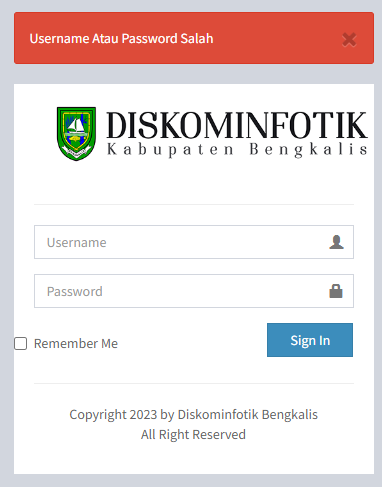 Username Atau Password Salah
DISKOMINFOTIK
Kabupaten Bengkalis
Username
Password
Remember Me
Sign In
Copyright 2023 by Diskominfotik Bengkalis
All Right Reserved